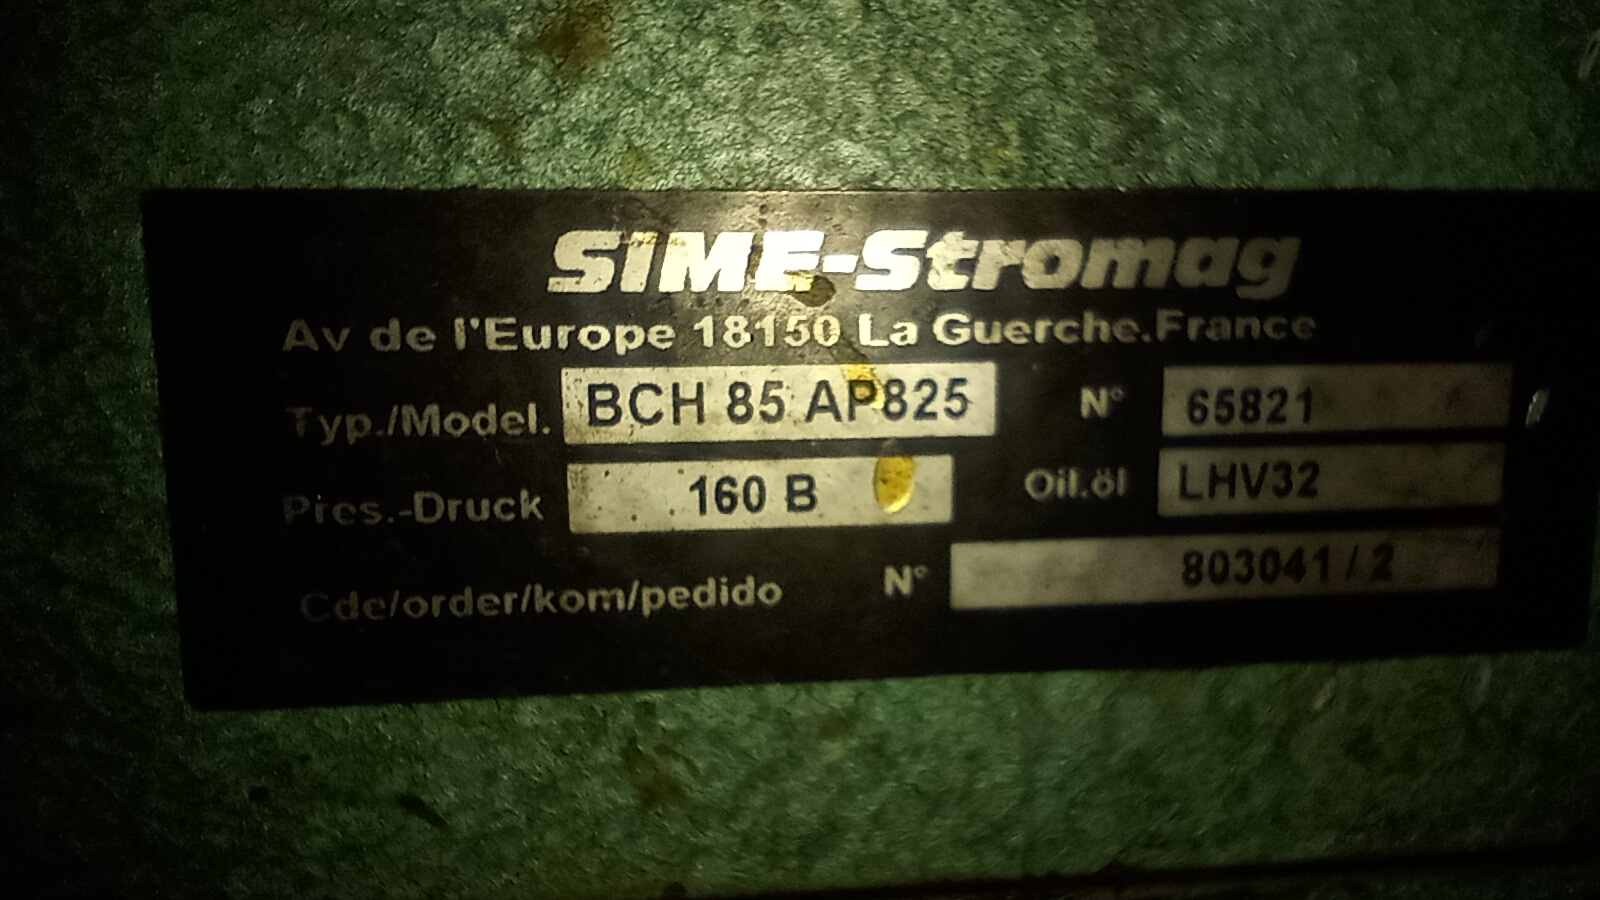 SIME-Stromag
Av de l'Europe 18150 La Guerche.France
Typ./Model. BCH 85 AP825 N° 65821
Pres.-Druck 160 B Oil.öl LHV32
Cde/order/kom/pedido N° 803041 / 2